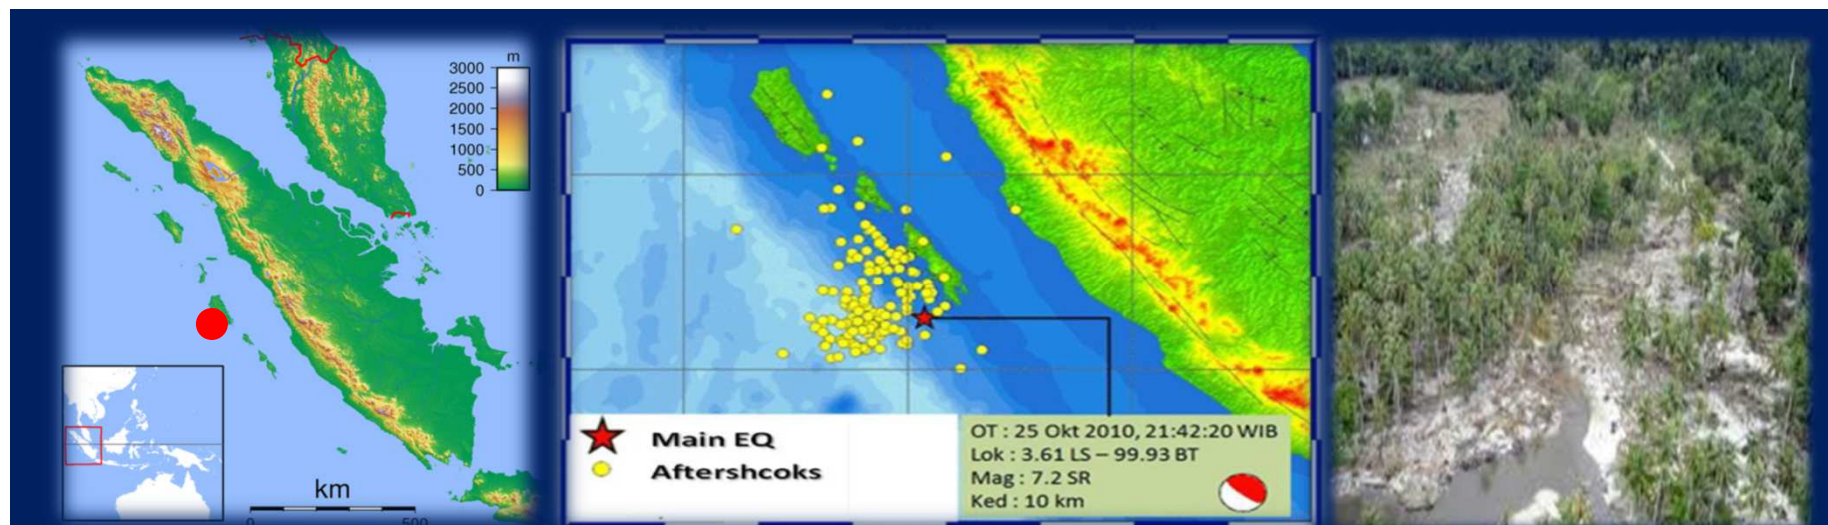 m
3000
2500
2000
1500
1000
500
0
km
0 500
Main EQ
Aftershcoks
OT : 25 Okt 2010, 21:42:20 WIB
Lok : 3.61 LS – 99.93 BT
Mag : 7.2 SR
Ked : 10 km